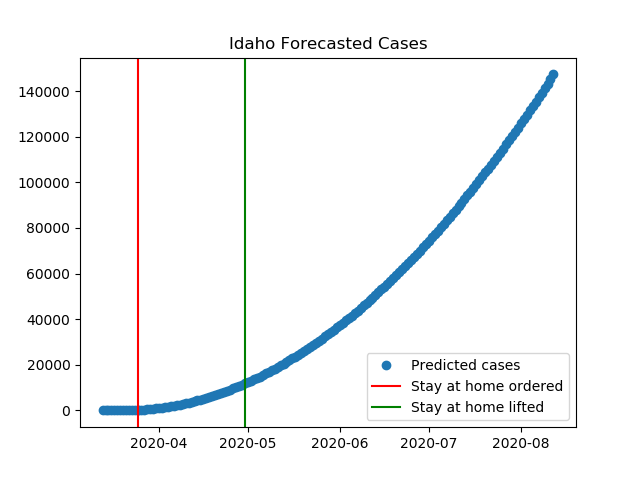 Idaho Forecasted Cases
140000
120000
100000
80000
60000
40000
20000
0
Predicted cases
Stay at home ordered
Stay at home lifted
2020-04 2020-05 2020-06 2020-07 2020-08